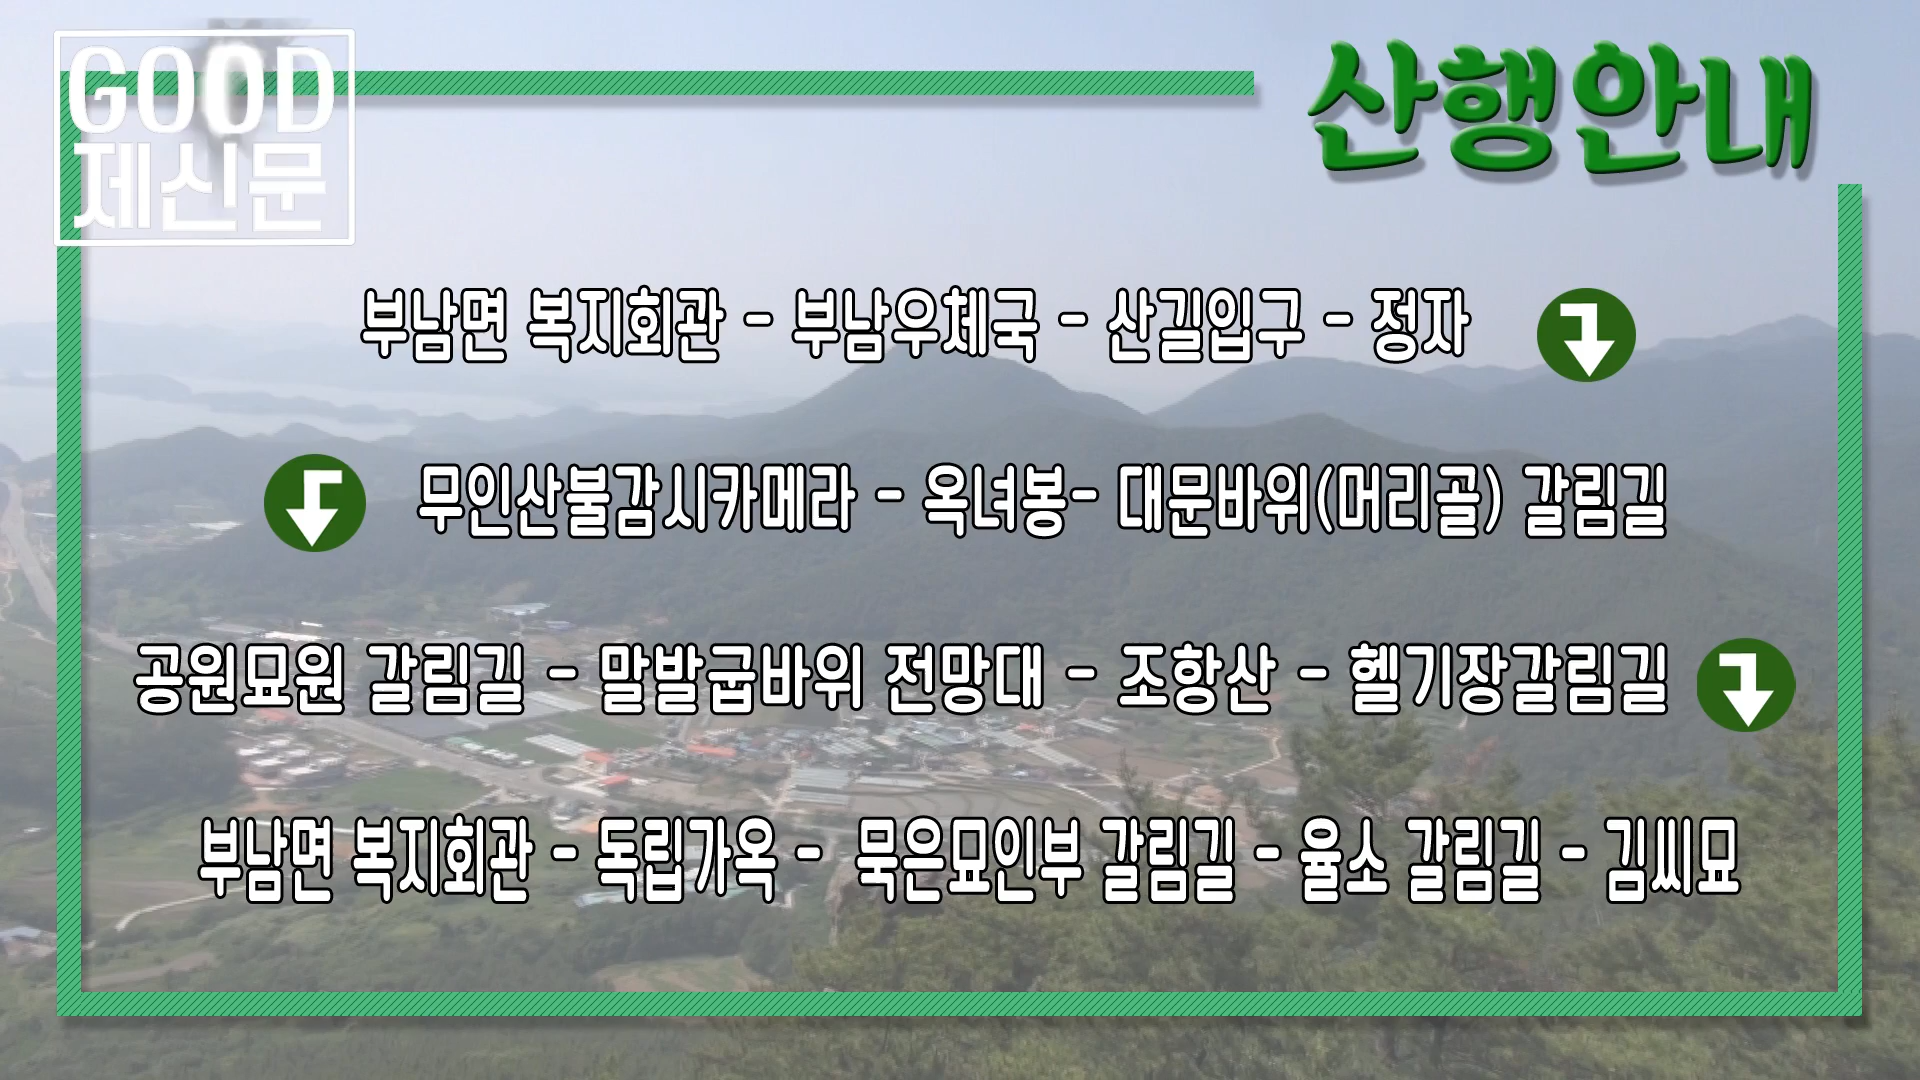 GOOD
제신문
산행안내
부남면 복지회관 - 부남우체국 - 산길입구 - 정자
무인산불감시카메라 - 옥녀봉- 대문바위(머리골) 갈림길
공원묘원 갈림길 - 말발굽바위 전망대 - 조항산 - 헬기장갈림길
부남면 복지회관 - 독립가옥 - 묵은묘인부 갈림길 - 율소 갈림길 - 김씨묘